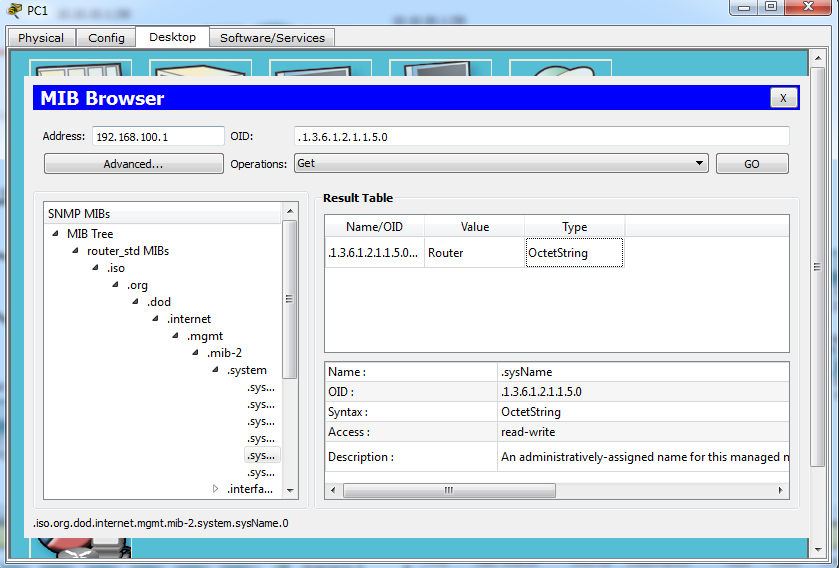 PC1
Physical Config Desktop Software/Services
MIB Browser X
Address: 192.168.100.1 OID: .1.3.6.1.2.1.1.5.0
Advanced... Operations: Get GO
SNMP MIBs
MIB Tree
router_std MIBs
.iso
.org
.dod
.internet
.mgmt
.mib-2
.system
.sys...
.sys...
.sys...
.sys...
.sys...
.sys...
.interfa...
Result Table
Name/OID Value Type
.1.3.6.1.2.1.1.5.0... Router OctetString
Name : .sysName
OID : .1.3.6.1.2.1.1.5.0
Syntax : OctetString
Access : read-write
Description : An administratively-assigned name for this managed n
.iso.org.dod.internet.mgmt.mib-2.system.sysName.0